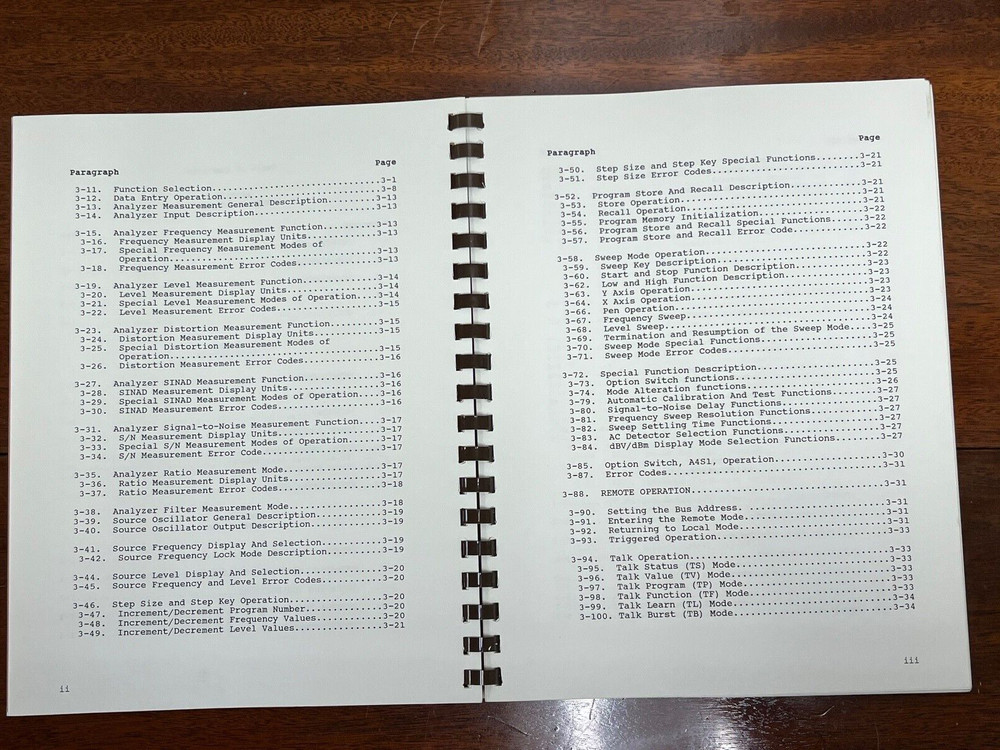 Paragraph Page
3-11. Function Selection..............................3-1
3-12. Data Entry Operation............................3-8
3-13. Analyzer Measurement General Description........3-13
3-14. Analyzer Input Description......................3-13
3-15. Analyzer Frequency Measurement Function.........3-13
3-16. Frequency Measurement Display Units.............3-13
3-17. Special Frequency Measurement Modes of
Operation.......................................3-13
3-18. Frequency Measurement Error Codes...............3-13
3-19. Analyzer Level Measurement Function.............3-14
3-20. Level Measurement Display Units.................3-14
3-21. Special Level Measurement Modes of Operation....3-14
3-22. Level Measurement Error Codes...................3-15
3-23. Analyzer Distortion Measurement Function........3-15
3-24. Distortion Measurement Display Units............3-15
3-25. Special Distortion Measurement Modes of
Operation.......................................3-15
3-26. Distortion Measurement Error Codes..............3-16
3-27. Analyzer SINAD Measurement Function.............3-16
3-28. SINAD Measurement Display Units.................3-16
3-29. Special SINAD Measurement Modes of Operation....3-16
3-30. SINAD Measurement Error Codes...................3-16
3-31. Analyzer Signal-to-Noise Measurement Function...3-17
3-32. S/N Measurement Display Units...................3-17
3-33. Special S/N Measurement Modes of Operation......3-17
3-34. S/N Measurement Error Code......................3-17
3-35. Analyzer Ratio Measurement Mode.................3-17
3-36. Ratio Measurement Display Units.................3-17
3-37. Ratio Measurement Error Codes...................3-18
3-38. Analyzer Filter Measurement Mode................3-18
3-39. Source Oscillator General Description...........3-19
3-40. Source Oscillator Output Description............3-19
3-41. Source Frequency Display And Selection..........3-19
3-42. Source Frequency Lock Mode Description..........3-19
3-44. Source Level Display And Selection..............3-20
3-45. Source Frequency and Level Error Codes..........3-20
3-46. Step Size and Step Key Operation................3-20
3-47. Increment/Decrement Program Number..............3-20
3-48. Increment/Decrement Frequency Values............3-20
3-49. Increment/Decrement Level Values................3-21
ii
Paragraph Page
3-50. Step Size and Step Key Special Functions........3-21
3-51. Step Size Error Codes...........................3-21
3-52. Program Store And Recall Description............3-21
3-53. Store Operation.................................3-21
3-54. Recall Operation................................3-21
3-55. Program Memory Initialization...................3-22
3-56. Program Store and Recall Special Functions......3-22
3-57. Program Store and Recall Error Code.............3-22
3-58. Sweep Mode Operation............................3-22
3-59. Sweep Key Description...........................3-22
3-60. Start and Stop Function Description.............3-23
3-62. Low and High Function Description...............3-23
3-63. Y Axis Operation................................3-23
3-64. X Axis Operation................................3-23
3-66. Pen Operation...................................3-24
3-67. Frequency Sweep.................................3-24
3-68. Level Sweep.....................................3-24
3-69. Termination and Resumption of the Sweep Mode....3-25
3-70. Sweep Mode Special Functions....................3-25
3-71. Sweep Mode Error Codes..........................3-25
3-72. Special Function Description....................3-25
3-73. Option Switch functions.........................3-25
3-74. Mode Alteration functions.......................3-26
3-79. Automatic Calibration And Test Functions........3-27
3-80. Signal-to-Noise Delay Functions.................3-27
3-81. Frequency Sweep Resolution Functions............3-27
3-82. Sweep Settling Time Functions...................3-27
3-83. AC Detector Selection Functions.................3-27
3-84. dBV/dBm Display Mode Selection Functions........3-27
3-85. Option Switch, A4S1, Operation..................3-30
3-87. Error Codes.....................................3-31
3-88. REMOTE OPERATION................................3-31
3-90. Setting the Bus Address.........................3-31
3-91. Entering the Remote Mode........................3-31
3-92. Returning to Local Mode.........................3-31
3-93. Triggered Operation.............................3-33
3-94. Talk Operation..................................3-33
3-95. Talk Status (TS) Mode...........................3-33
3-96. Talk Value (TV) Mode............................3-33
3-97. Talk Program (TP) Mode..........................3-33
3-98. Talk Function (TF) Mode.........................3-33
3-99. Talk Learn (TL) Mode............................3-34
3-100. Talk Burst (TB) Mode...........................3-34
iii